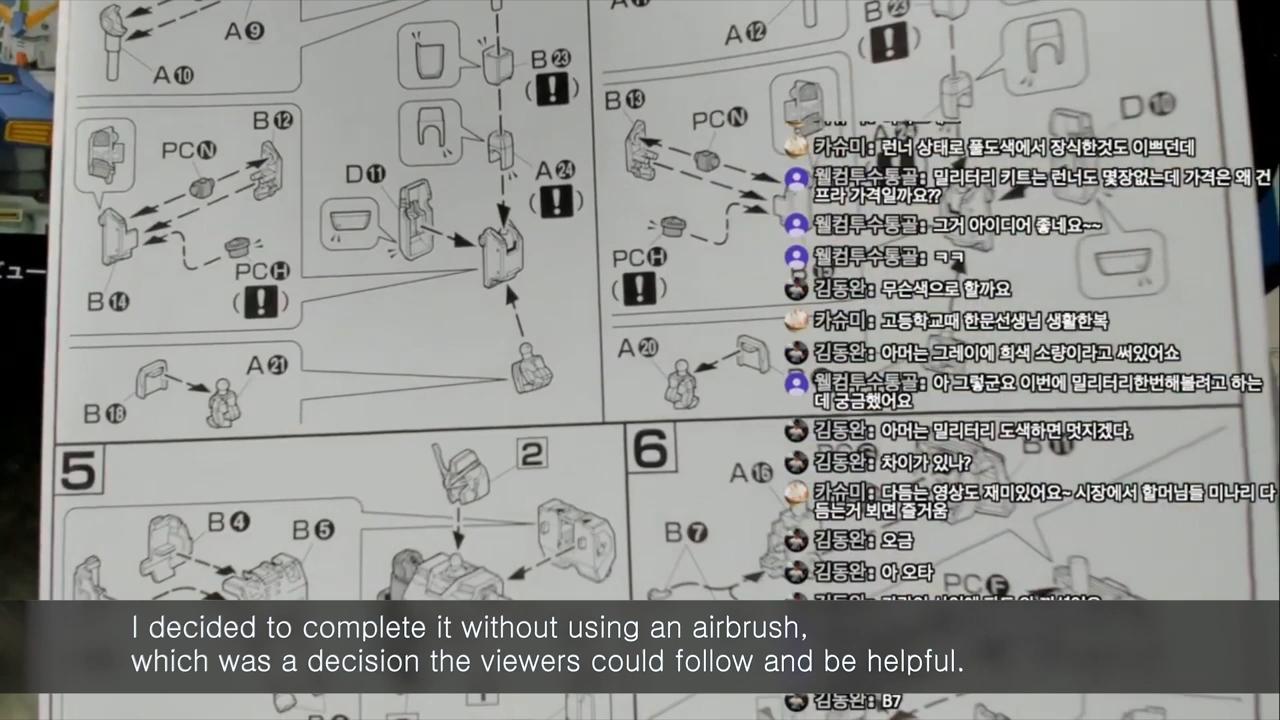 A⑨
A⑩
B㉓
(!)
A㉔
(!)
B⑫
PCN
D⑪
PCH
(!)
B⑭
A㉑
B⑱
A⑫
B㉓
(!)
B⑬
PCN
D⑩
PCH
(!)
A⑳
5
2
B④
B⑤
6
A⑯
B⑦
PCF
ビュー
카슈미: 런너 상태로 풀도색에서 장식한것도 이쁘던데
웰컴투수통골: 밀리터리 키트는 런너도 몇장없는데 가격은 왜 건
프라 가격일까요??
웰컴투수통골: 그거 아이디어 좋네요~~
웰컴투수통골: ㅋㅋ
김동완: 무슨색으로 할까요
카슈미: 고등학교때 한문선생님 생활한복
김동완: 아머는 그레이에 희색 소량이라고 써있어쇼
웰컴투수통골: 아 그렇군요 이번에 밀리터리한번해볼려고 하는
데 궁금했어요
김동완: 아머는 밀리터리 도색하면 멋지겠다.
김동완: 차이가 있나?
카슈미: 다듬는 영상도 재미있어요~ 시장에서 할머님들 미나리 다
듬는거 뵈면 즐거움
김동완: 오금
김동완: 아 오타
I decided to complete it without using an airbrush,
which was a decision the viewers could follow and be helpful.
김동완: B7